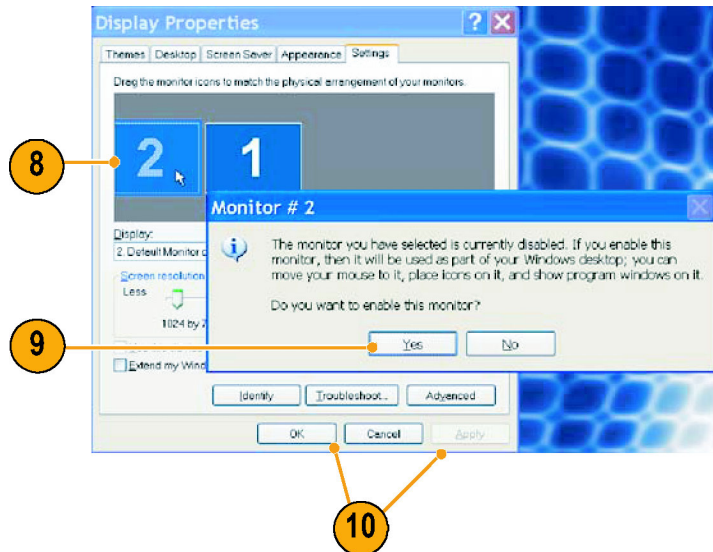 Display Properties
Themes Desktop Screen Saver Appearance Settings
Drag the monitor icons to match the physical arrangement of your monitors.
8
2
1
Monitor # 2
The monitor you have selected is currently disabled. If you enable this
monitor, then it will be used as part of your Windows desktop; you can
move your mouse to it, place icons on it, and show program windows on it.
Do you want to enable this monitor?
Display:
2. Default Monitor
Screen resolution
Less
1024 by
9
Yes No
Extend my
Identify Troubleshoot... Advanced
OK Cancel Apply
10